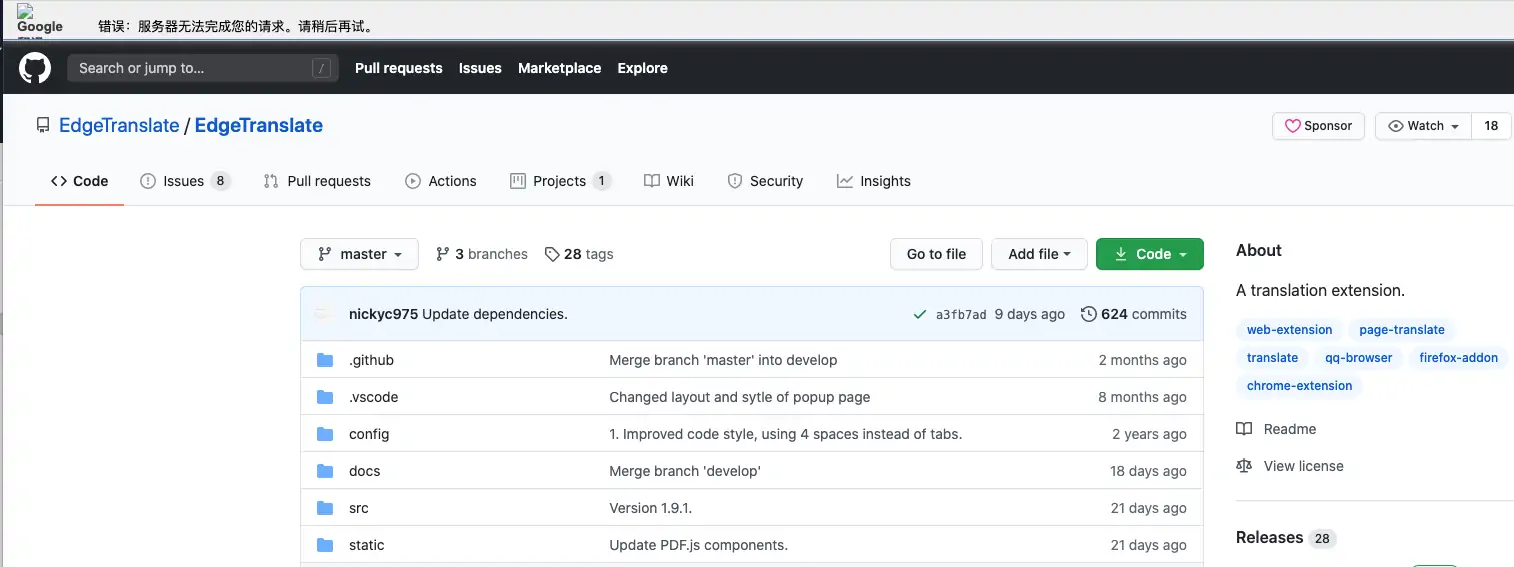 Google
错误：服务器无法完成您的请求。请稍后再试。
Search or jump to... / Pull requests Issues Marketplace Explore
EdgeTranslate / EdgeTranslate Sponsor Watch 18
Code Issues 8 Pull requests Actions Projects 1 Wiki Security Insights
master 3 branches 28 tags Go to file Add file Code
nickyc975 Update dependencies. a3fb7ad 9 days ago 624 commits
.github Merge branch 'master' into develop 2 months ago
.vscode Changed layout and sytle of popup page 8 months ago
config 1. Improved code style, using 4 spaces instead of tabs. 2 years ago
docs Merge branch 'develop' 18 days ago
src Version 1.9.1. 21 days ago
static Update PDF.js components. 21 days ago
About
A translation extension.
web-extension page-translate
translate qq-browser firefox-addon
chrome-extension
Readme
View license
Releases 28